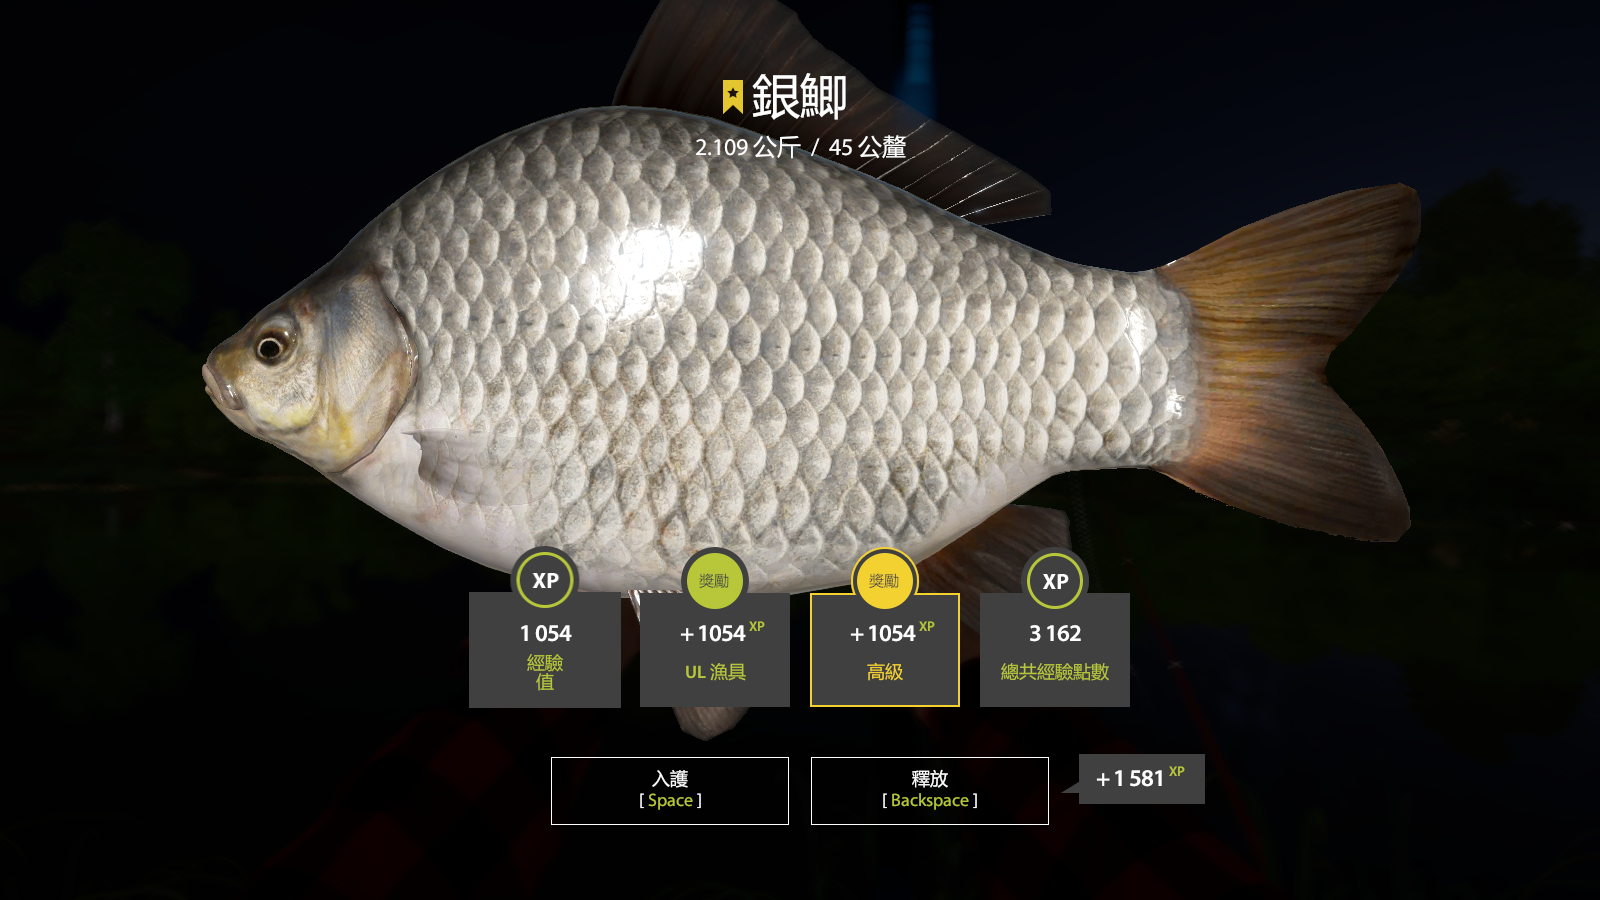 銀鯽
2.109 公斤 / 45 公釐
XP
1 054
經驗
值
獎勵
+1054 XP
UL 漁具
獎勵
+1054 XP
高級
XP
3 162
總共經驗點數
入護
[ Space ]
釋放
[ Backspace ]
+1 581 XP